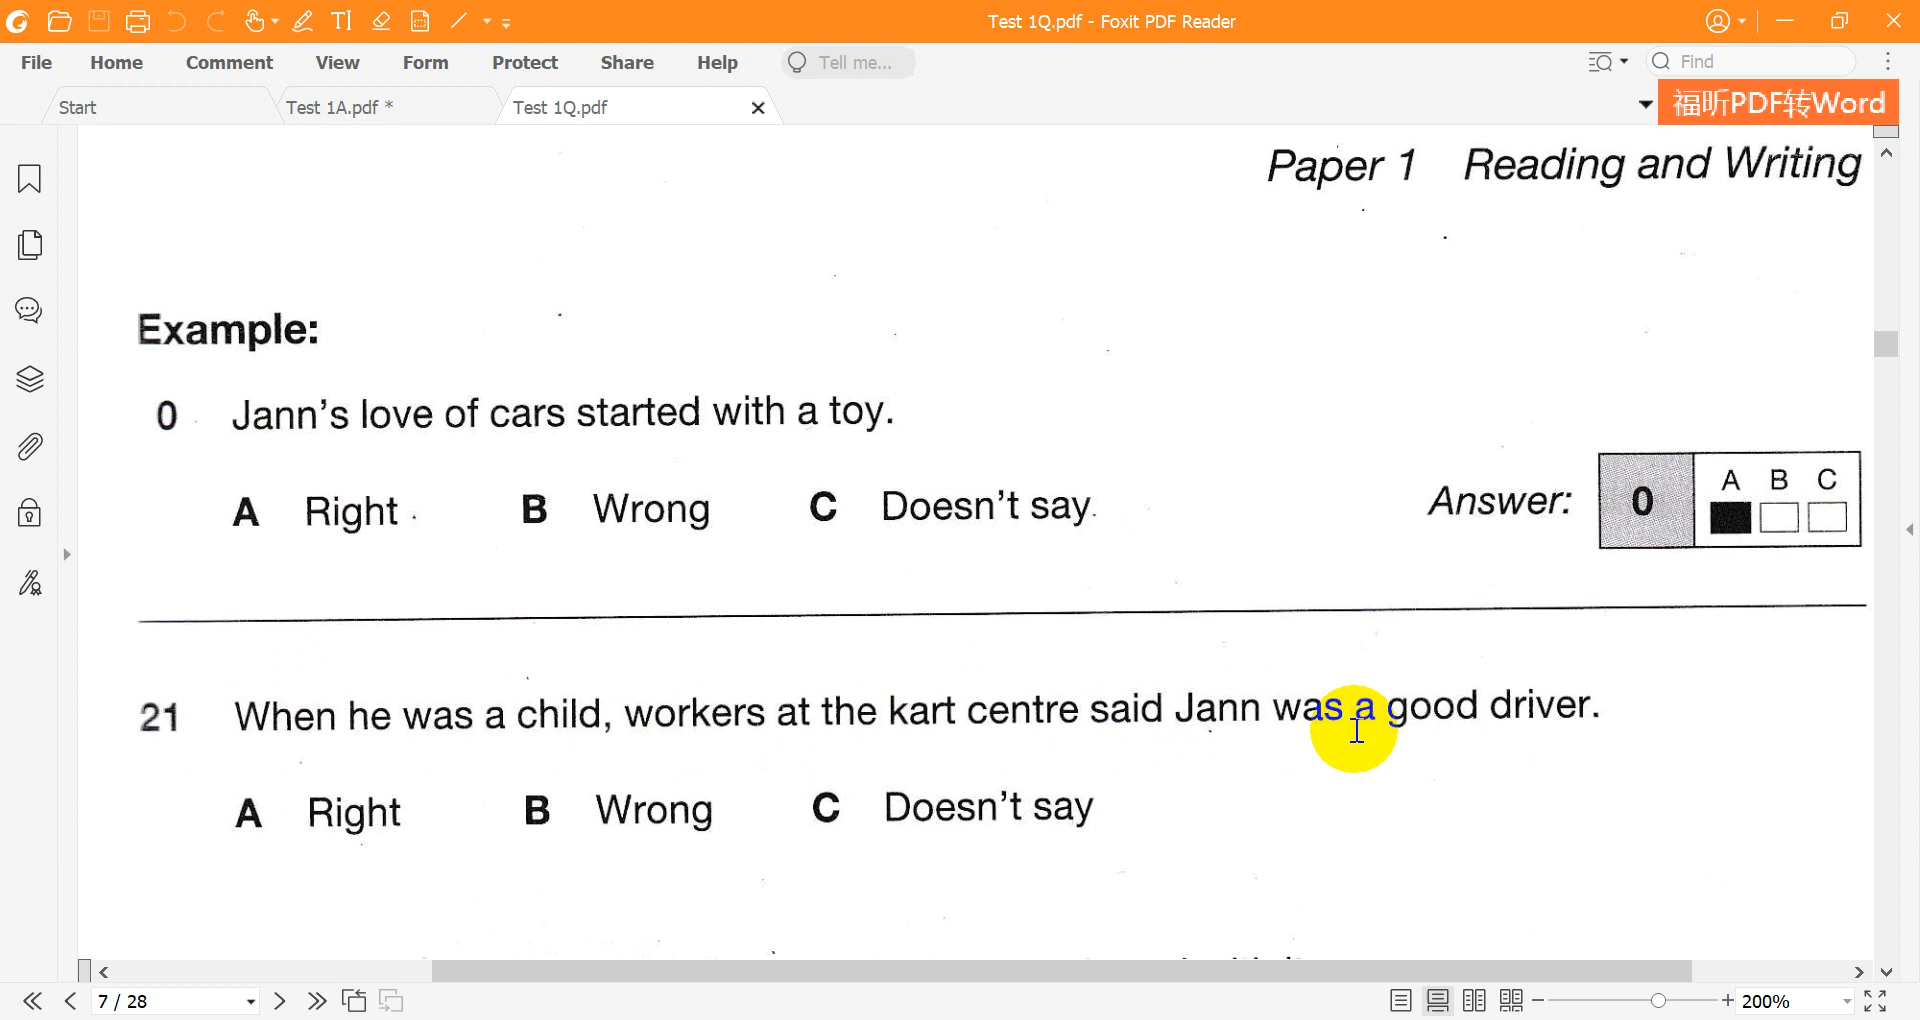 Test 1Q.pdf - Foxit PDF Reader
File Home Comment View Form Protect Share Help Tell me... Find
Start Test 1A.pdf * Test 1Q.pdf 福昕PDF转Word
Paper 1 Reading and Writing
Example:
0 Jann's love of cars started with a toy.
A Right B Wrong C Doesn't say
Answer: 0 A B C
21 When he was a child, workers at the kart centre said Jann was a good driver.
A Right B Wrong C Doesn't say
7 / 28 200%